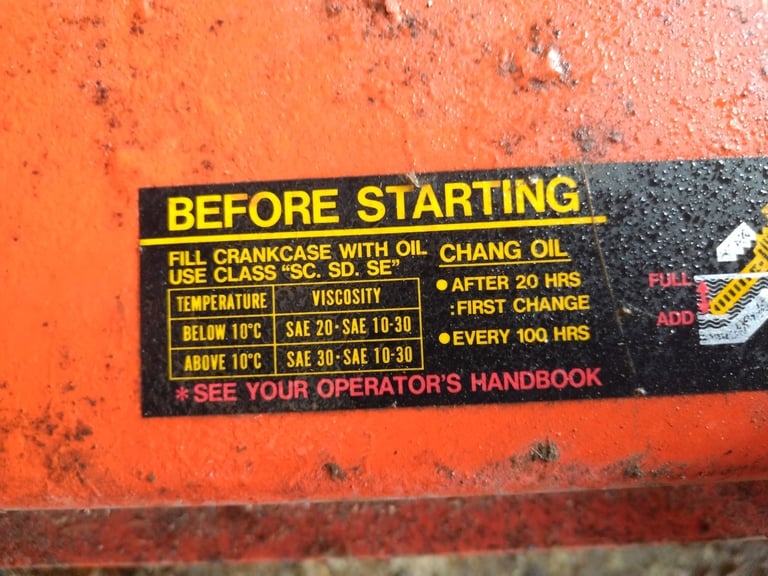 BEFORE STARTING
FILL CRANKCASE WITH OIL
USE CLASS "SC. SD. SE"
TEMPERATURE VISCOSITY
BELOW 10°C SAE 20-SAE 10-30
ABOVE 10°C SAE 30-SAE 10-30
*SEE YOUR OPERATOR'S HANDBOOK
CHANG OIL
●AFTER 20 HRS
:FIRST CHANGE
●EVERY 100 HRS
FULL
ADD